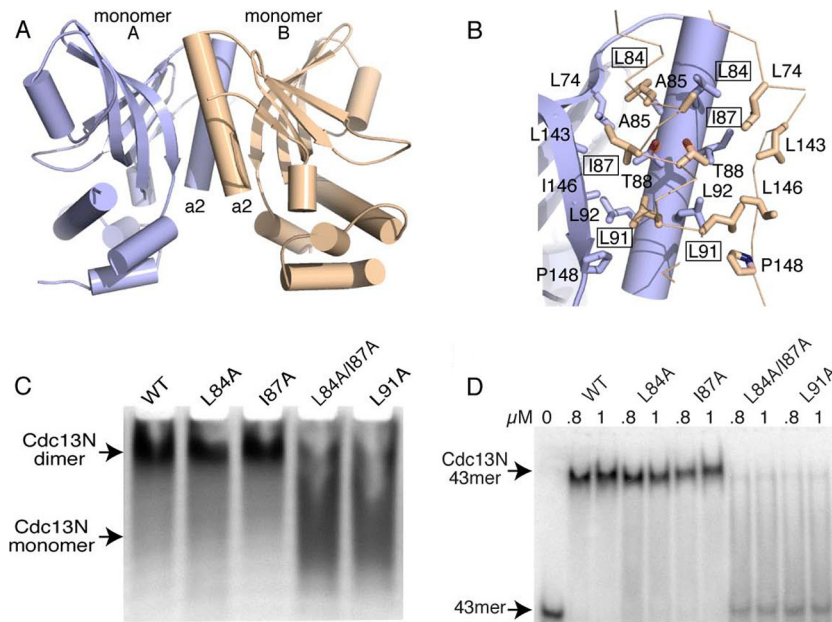 A
monomer
A
monomer
B
a2
a2
B
L84
A85
L84
L74
L74
A85
I87
L143
L143
I87
T88
T88
I146
L146
L92
L92
L91
L91
P148
P148
C
WT
L84A
I87A
L84A/I87A
L91A
Cdc13N
dimer
Cdc13N
monomer
D
WT
L84A
I87A
L84A/I87A
L91A
µM 0 .8 1 .8 1 .8 1 .8 1 .8 1
Cdc13N
43mer
43mer